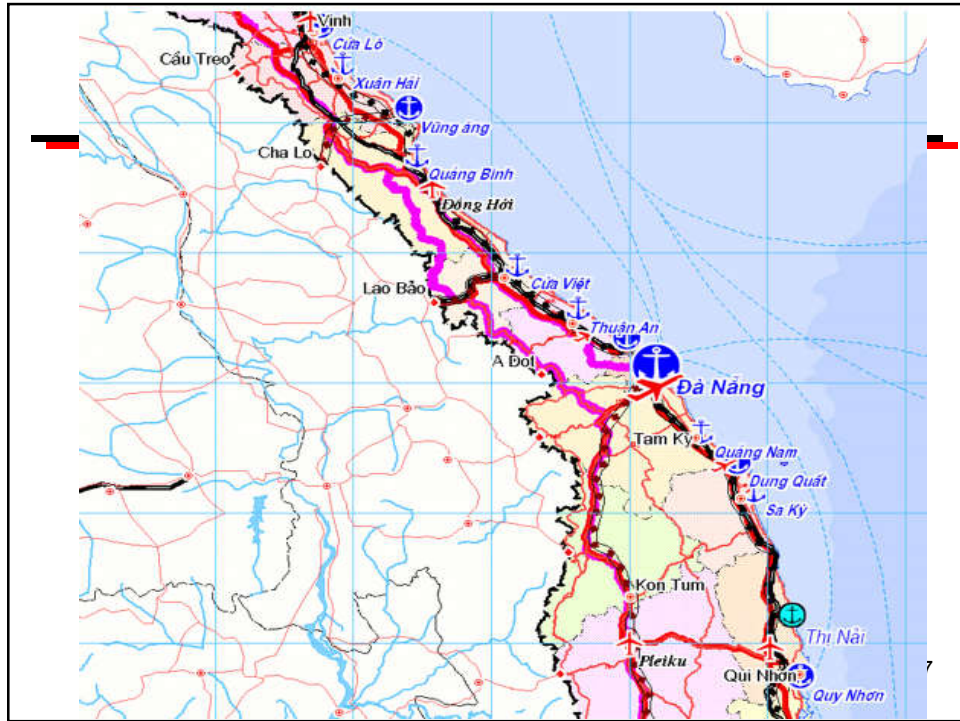 Vinh
Cửa Lò
Cầu Treo
Xuân Hải
Vũng áng
Cha Lo
Quảng Bình
Đồng Hới
Cửa Việt
Lao Bảo
Thuận An
A Dot
Đà Nẵng
Tam Kỳ
Quảng Nam
Dung Quất
Sa Kỳ
Kon Tum
Thị Nải
Pleiku
Qui Nhơn
7
Quy Nhơn